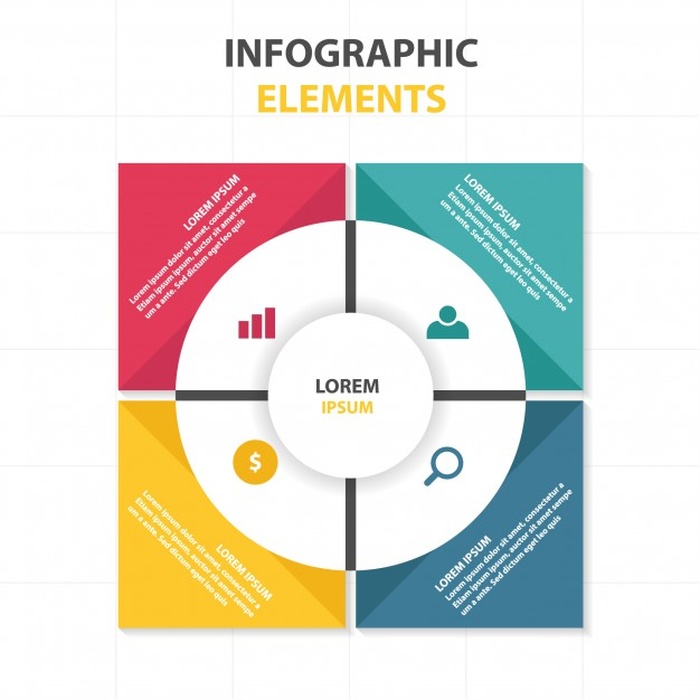 INFOGRAPHIC
ELEMENTS
LOREM IPSUM
Lorem ipsum dolor sit amet, consectetur a
Etiam ipsum ipsum, auctor sit amet sempe
um a ante. Sed dictum eget leo quis
LOREM IPSUM
Lorem ipsum dolor sit amet, consectetur a
Etiam ipsum ipsum, auctor sit amet sempe
um a ante. Sed dictum eget leo quis
LOREM
IPSUM
$
LOREM IPSUM
Lorem ipsum dolor sit amet, consectetur a
Etiam ipsum ipsum, auctor sit amet sempe
um a ante. Sed dictum eget leo quis
LOREM IPSUM
Lorem ipsum dolor sit amet, consectetur a
Etiam ipsum ipsum, auctor sit amet sempe
um a ante. Sed dictum eget leo quis